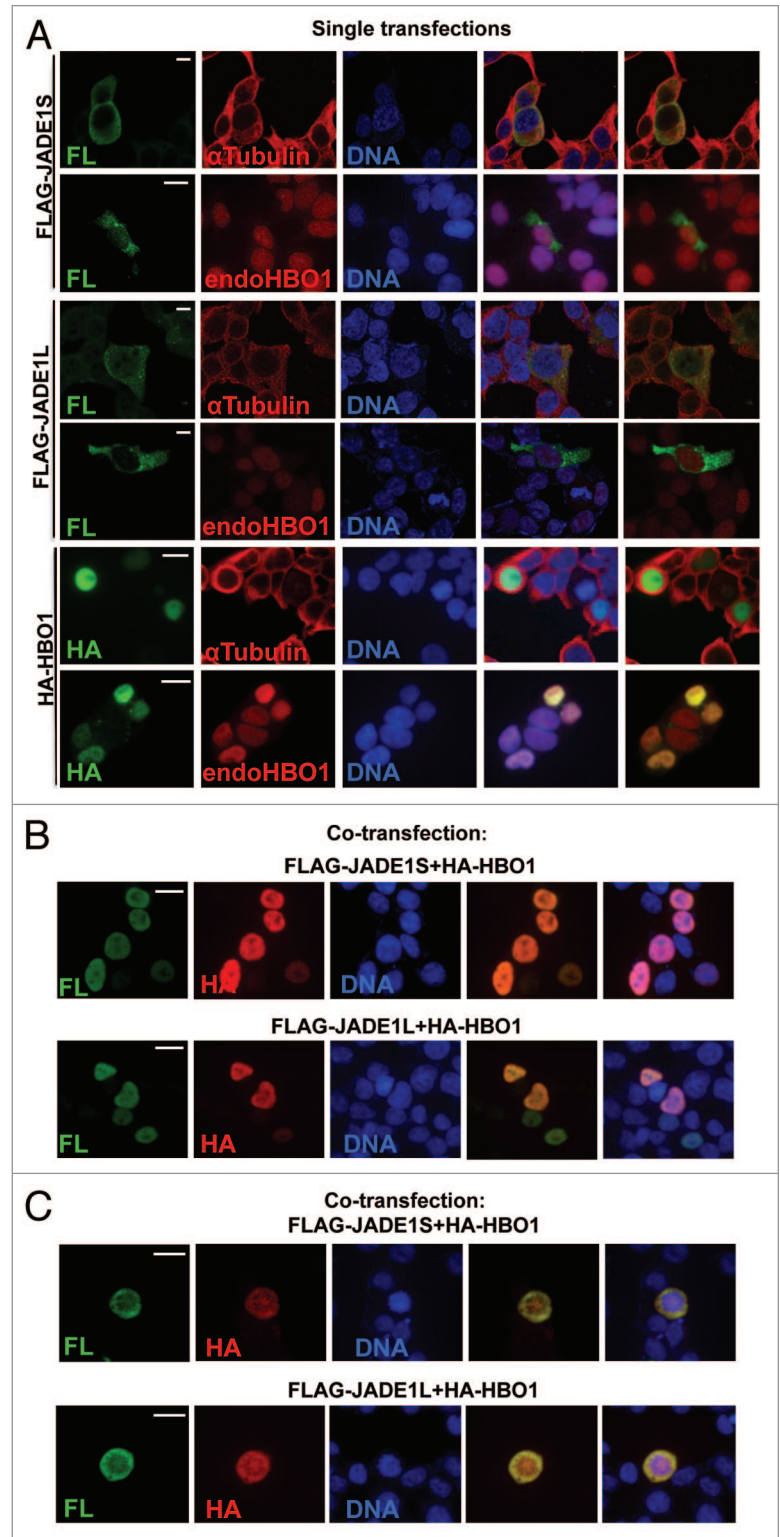 A
Single transfections
FLAG-JADE1S
FL
αTubulin
DNA
FL
endoHBO1
DNA
FLAG-JADE1L
FL
αTubulin
DNA
FL
endoHBO1
DNA
HA-HBO1
HA
αTubulin
DNA
HA
endoHBO1
DNA
B
Co-transfection:
FLAG-JADE1S+HA-HBO1
FL
HA
DNA
FLAG-JADE1L+HA-HBO1
FL
HA
DNA
C
Co-transfection:
FLAG-JADE1S+HA-HBO1
FL
HA
DNA
FLAG-JADE1L+HA-HBO1
FL
HA
DNA